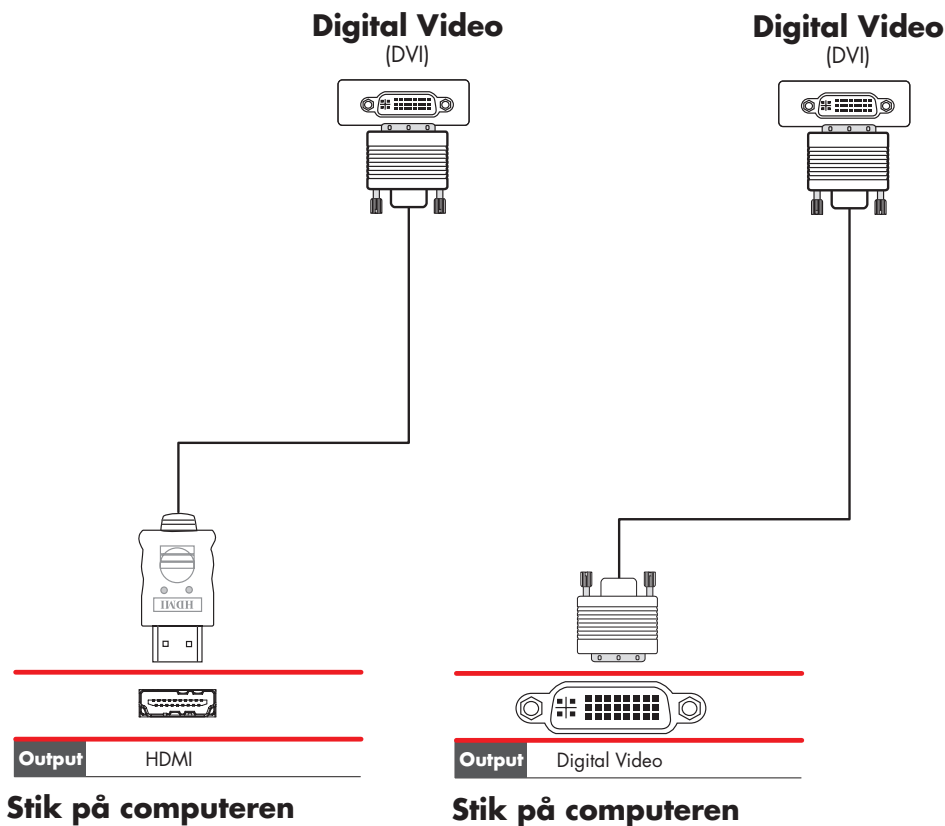 Digital Video
(DVI)
Digital Video
(DVI)
HDMI
Output HDMI
Output Digital Video
Stik på computeren
Stik på computeren